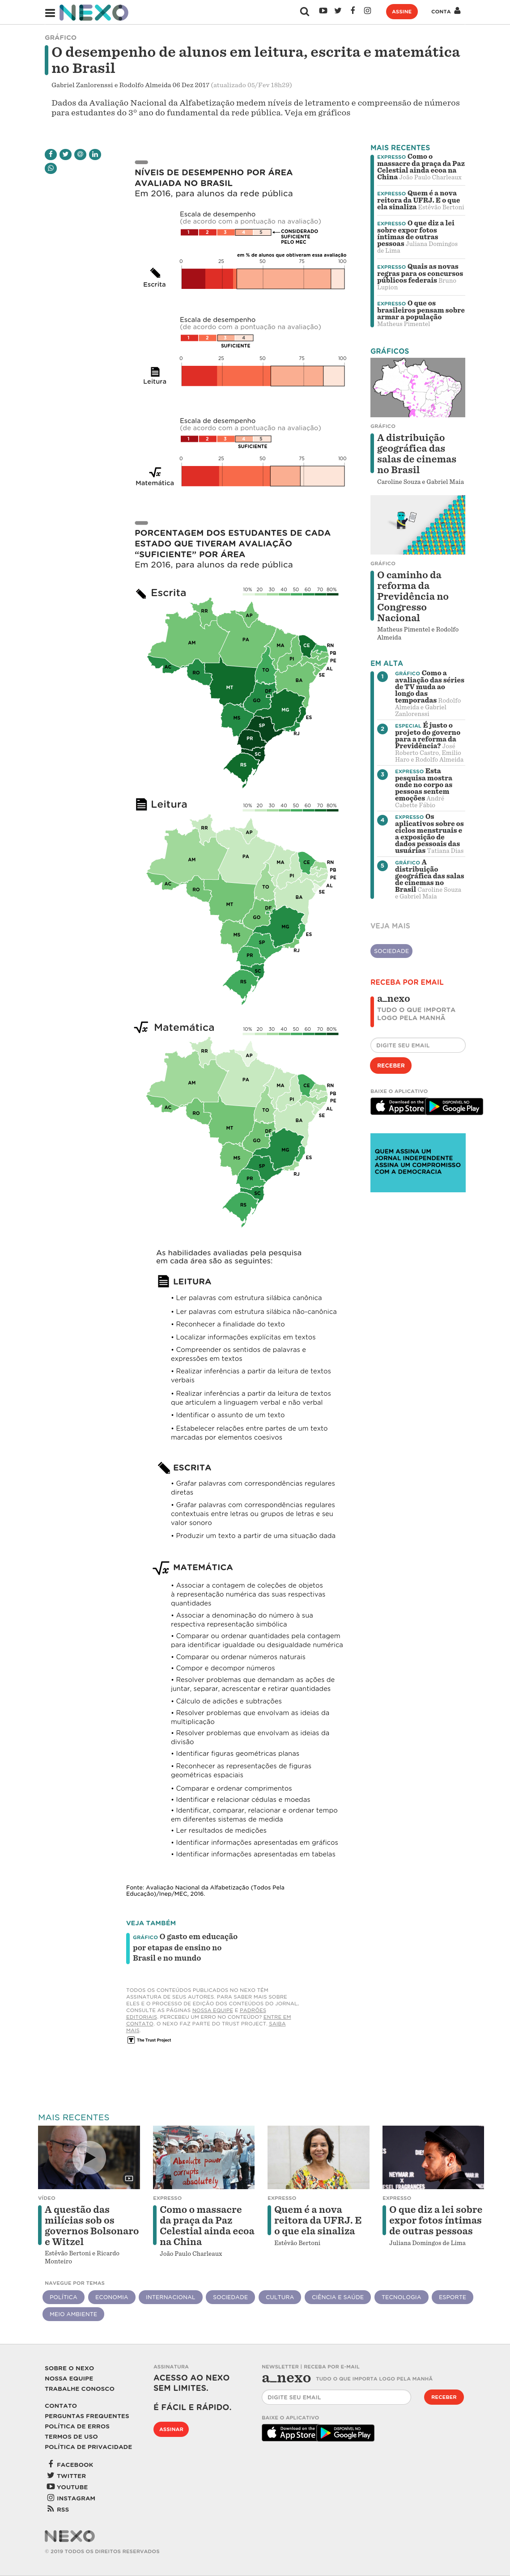 NEXO
ASSINE
CONTA
GRÁFICO
O desempenho de alunos em leitura, escrita e matemática
no Brasil
Gabriel Zanlorenssi e Rodolfo Almeida 06 Dez 2017 (atualizado 05/Fev 18h29)
Dados da Avaliação Nacional da Alfabetização medem níveis de letramento e compreensão de números
para estudantes do 3º ano do fundamental da rede pública. Veja em gráficos
NÍVEIS DE DESEMPENHO POR ÁREA
AVALIADA NO BRASIL
Em 2016, para alunos da rede pública
Escala de desempenho
(de acordo com a pontuação na avaliação)
1 2 3 4 5
CONSIDERADO
SUFICIENTE
PELO MEC
em % de alunos que obtiveram essa avaliação
0 25 50 75 100
Escrita
Escala de desempenho
(de acordo com a pontuação na avaliação)
1 2 3 4
SUFICIENTE
0 25 50 75 100
Leitura
Escala de desempenho
(de acordo com a pontuação na avaliação)
1 2 3 4 5
SUFICIENTE
0 25 50 75 100
Matemática
PORCENTAGEM DOS ESTUDANTES DE CADA
ESTADO QUE TIVERAM AVALIAÇÃO
“SUFICIENTE” POR ÁREA
Em 2016, para alunos da rede pública
Escrita
10% 20 30 40 50 60 70 80%
RR AP
AM PA MA CE RN
PB
PI PE
AC RO TO AL
SE
MT BA
DF
GO
MG
MS ES
SP
PR RJ
SC
RS
Leitura
10% 20 30 40 50 60 70 80%
RR AP
AM PA MA CE RN
PB
PI PE
AC RO TO AL
SE
MT BA
DF
GO
MG
MS ES
SP
PR RJ
SC
RS
Matemática
10% 20 30 40 50 60 70 80%
RR AP
AM PA MA CE RN
PB
PI PE
AC RO TO AL
SE
MT BA
DF
GO
MG
MS ES
SP
PR RJ
SC
RS
As habilidades avaliadas pela pesquisa
em cada área são as seguintes:
LEITURA
• Ler palavras com estrutura silábica canônica
• Ler palavras com estrutura silábica não-canônica
• Reconhecer a finalidade do texto
• Localizar informações explícitas em textos
• Compreender os sentidos de palavras e
expressões em textos
• Realizar inferências a partir da leitura de textos
verbais
• Realizar inferências a partir da leitura de textos
que articulem a linguagem verbal e não verbal
• Identificar o assunto de um texto
• Estabelecer relações entre partes de um texto
marcadas por elementos coesivos
ESCRITA
• Grafar palavras com correspondências regulares
diretas
• Grafar palavras com correspondências regulares
contextuais entre letras ou grupos de letras e seu
valor sonoro
• Produzir um texto a partir de uma situação dada
MATEMÁTICA
• Associar a contagem de coleções de objetos
à representação numérica das suas respectivas
quantidades
• Associar a denominação do número à sua
respectiva representação simbólica
• Comparar ou ordenar quantidades pela contagem
para identificar igualdade ou desigualdade numérica
• Comparar ou ordenar números naturais
• Compor e decompor números
• Resolver problemas que demandam as ações de
juntar, separar, acrescentar e retirar quantidades
• Cálculo de adições e subtrações
• Resolver problemas que envolvam as ideias da
multiplicação
• Resolver problemas que envolvam as ideias da
divisão
• Identificar figuras geométricas planas
• Reconhecer as representações de figuras
geométricas espaciais
• Comparar e ordenar comprimentos
• Identificar e relacionar cédulas e moedas
• Identificar, comparar, relacionar e ordenar tempo
em diferentes sistemas de medida
• Ler resultados de medições
• Identificar informações apresentadas em gráficos
• Identificar informações apresentadas em tabelas
Fonte: Avaliação Nacional da Alfabetização (Todos Pela
Educação)/Inep/MEC, 2016.
VEJA TAMBÉM
GRÁFICO O gasto em educação
por etapas de ensino no
Brasil e no mundo
TODOS OS CONTEÚDOS PUBLICADOS NO NEXO TÊM
ASSINATURA DE SEUS AUTORES. PARA SABER MAIS SOBRE
ELES E O PROCESSO DE EDIÇÃO DOS CONTEÚDOS DO JORNAL,
CONSULTE AS PÁGINAS NOSSA EQUIPE E PADRÕES
EDITORIAIS. PERCEBEU UM ERRO NO CONTEÚDO? ENTRE EM
CONTATO. O NEXO FAZ PARTE DO TRUST PROJECT. SAIBA
MAIS.
The Trust Project
MAIS RECENTES
EXPRESSO Como o
massacre da praça da Paz
Celestial ainda ecoa na
China João Paulo Charleaux
EXPRESSO Quem é a nova
reitora da UFRJ. E o que
ela sinaliza Estêvão Bertoni
EXPRESSO O que diz a lei
sobre expor fotos
íntimas de outras
pessoas Juliana Domingos
de Lima
EXPRESSO Quais as novas
regras para os concursos
públicos federais Bruno
Lupion
EXPRESSO O que os
brasileiros pensam sobre
armar a população
Matheus Pimentel
GRÁFICOS
GRÁFICO
A distribuição
geográfica das
salas de cinemas
no Brasil
Caroline Souza e Gabriel Maia
GRÁFICO
O caminho da
reforma da
Previdência no
Congresso
Nacional
Matheus Pimentel e Rodolfo
Almeida
EM ALTA
1 GRÁFICO Como a
avaliação das séries
de TV muda ao
longo das
temporadas Rodolfo
Almeida e Gabriel
Zanlorenssi
2 ESPECIAL É justo o
projeto do governo
para a reforma da
Previdência? José
Roberto Castro, Emilio
Haro e Rodolfo Almeida
3 EXPRESSO Esta
pesquisa mostra
onde no corpo as
pessoas sentem
emoções André
Cabette Fábio
4 EXPRESSO Os
aplicativos sobre os
ciclos menstruais e
a exposição de
dados pessoais das
usuárias Tatiana Dias
5 GRÁFICO A
distribuição
geográfica das salas
de cinemas no
Brasil Caroline Souza
e Gabriel Maia
VEJA MAIS
SOCIEDADE
RECEBA POR EMAIL
a_nexo
TUDO O QUE IMPORTA
LOGO PELA MANHÃ
DIGITE SEU EMAIL
RECEBER
BAIXE O APLICATIVO
Download on the
App Store
DISPONÍVEL NO
Google Play
QUEM ASSINA UM
JORNAL INDEPENDENTE
ASSINA UM COMPROMISSO
COM A DEMOCRACIA
MAIS RECENTES
VÍDEO
A questão das
milícias sob os
governos Bolsonaro
e Witzel
Estêvão Bertoni e Ricardo
Monteiro
Absolute power
corrupts
absolutely
EXPRESSO
Como o massacre
da praça da Paz
Celestial ainda ecoa
na China
João Paulo Charleaux
EXPRESSO
Quem é a nova
reitora da UFRJ. E
o que ela sinaliza
Estêvão Bertoni
NEYMAR JR
DIESEL FRAGRANCES
EXPRESSO
O que diz a lei sobre
expor fotos íntimas
de outras pessoas
Juliana Domingos de Lima
NAVEGUE POR TEMAS
POLÍTICA
ECONOMIA
INTERNACIONAL
SOCIEDADE
CULTURA
CIÊNCIA E SAÚDE
TECNOLOGIA
ESPORTE
MEIO AMBIENTE
SOBRE O NEXO
NOSSA EQUIPE
TRABALHE CONOSCO
CONTATO
PERGUNTAS FREQUENTES
POLÍTICA DE ERROS
TERMOS DE USO
POLÍTICA DE PRIVACIDADE
FACEBOOK
TWITTER
YOUTUBE
INSTAGRAM
RSS
ASSINATURA
ACESSO AO NEXO
SEM LIMITES.
É FÁCIL E RÁPIDO.
ASSINAR
NEWSLETTER | RECEBA POR E-MAIL
a_nexo TUDO O QUE IMPORTA LOGO PELA MANHÃ
DIGITE SEU EMAIL
RECEBER
BAIXE O APLICATIVO
Download on the
App Store
DISPONÍVEL NO
Google Play
NEXO
© 2019 TODOS OS DIREITOS RESERVADOS